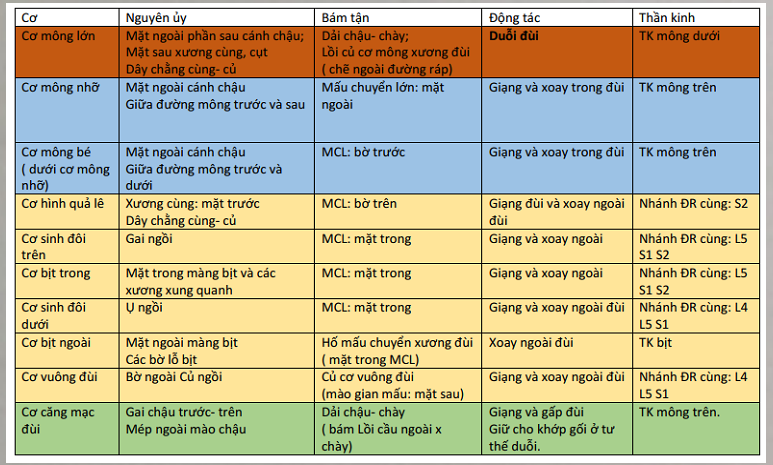 Cơ Nguyên ủy Bám tận Động tác Thần kinh
Cơ mông lớn Mặt ngoài phần sau cánh chậu; Dải chậu- chày; Duỗi đùi TK mông dưới
Mặt sau xương cùng, cụt Lồi củ cơ mông xương đùi
Dây chằng cùng- củ ( chẽ ngoài đường ráp)
Cơ mông nhỡ Mặt ngoài cánh chậu Mấu chuyển lớn: mặt Giạng và xoay trong đùi TK mông trên
Giữa đường mông trước và sau ngoài
Cơ mông bé Mặt ngoài cánh chậu MCL: bờ trước Giạng và xoay trong đùi TK mông trên
( dưới cơ mông Giữa đường mông trước và
nhỡ) dưới
Cơ hình quả lê Xương cùng: mặt trước MCL: bờ trên Giạng đùi và xoay ngoài Nhánh ĐR cùng: S2
Dây chằng cùng- củ đùi
Cơ sinh đôi Gai ngồi MCL: mặt trong Giạng và xoay ngoài Nhánh ĐR cùng: L5
trên S1 S2
Cơ bịt trong Mặt trong màng bịt và các MCL: mặt trong Giạng và xoay ngoài Nhánh ĐR cùng: L5
xương xung quanh S1 S2
Cơ sinh đôi Ụ ngồi MCL: mặt trong Giạng và xoay ngoài đùi Nhánh ĐR cùng: L4
dưới L5 S1
Cơ bịt ngoài Mặt ngoài màng bịt Hố mấu chuyển xương đùi Xoay ngoài đùi TK bịt
Các bờ lỗ bịt ( mặt trong MCL)
Cơ vuông đùi Bờ ngoài Củ ngồi Củ cơ vuông đùi Giạng và xoay ngoài đùi Nhánh ĐR cùng: L4
(mào gian mấu: mặt sau) L5 S1
Cơ căng mạc Gai chậu trước- trên Dải chậu- chày Giạng và gấp đùi TK mông trên.
đùi Mép ngoài mào chậu ( bám Lồi cầu ngoài x Giữ cho khớp gối ở tư
chày) thế duỗi.